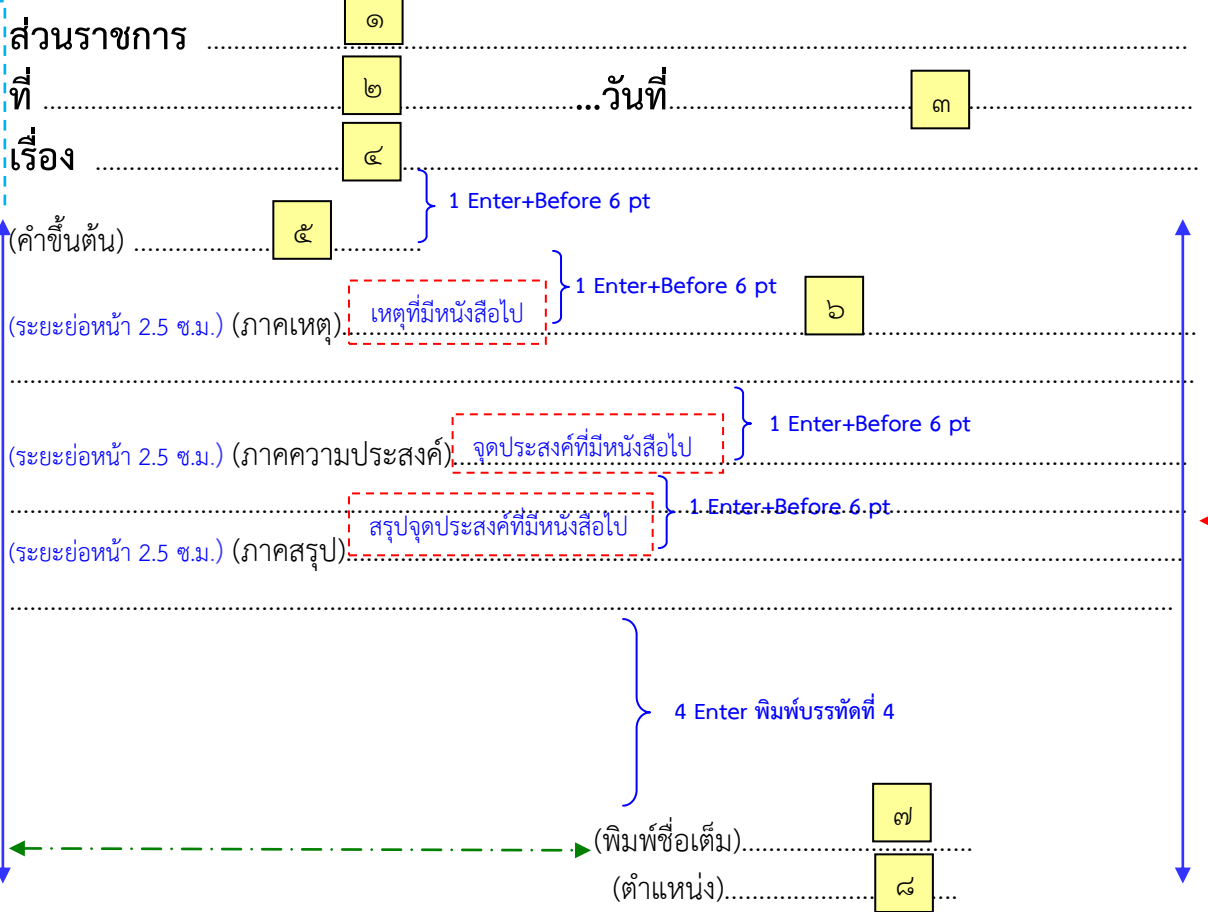 ส่วนราชการ ๑
ที่ ๒ ...วันที่ ๓
เรื่อง ๔
1 Enter+Before 6 pt
(คำขึ้นต้น) ๕
1 Enter+Before 6 pt
(ระยะย่อหน้า 2.5 ซ.ม.) (ภาคเหตุ) เหตุที่มีหนังสือไป ๖
1 Enter+Before 6 pt
(ระยะย่อหน้า 2.5 ซ.ม.) (ภาคความประสงค์) จุดประสงค์ที่มีหนังสือไป
1 Enter+Before 6 pt
(ระยะย่อหน้า 2.5 ซ.ม.) (ภาคสรุป) สรุปจุดประสงค์ที่มีหนังสือไป
4 Enter พิมพ์บรรทัดที่ 4
(พิมพ์ชื่อเต็ม) ๗
(ตำแหน่ง) ๘